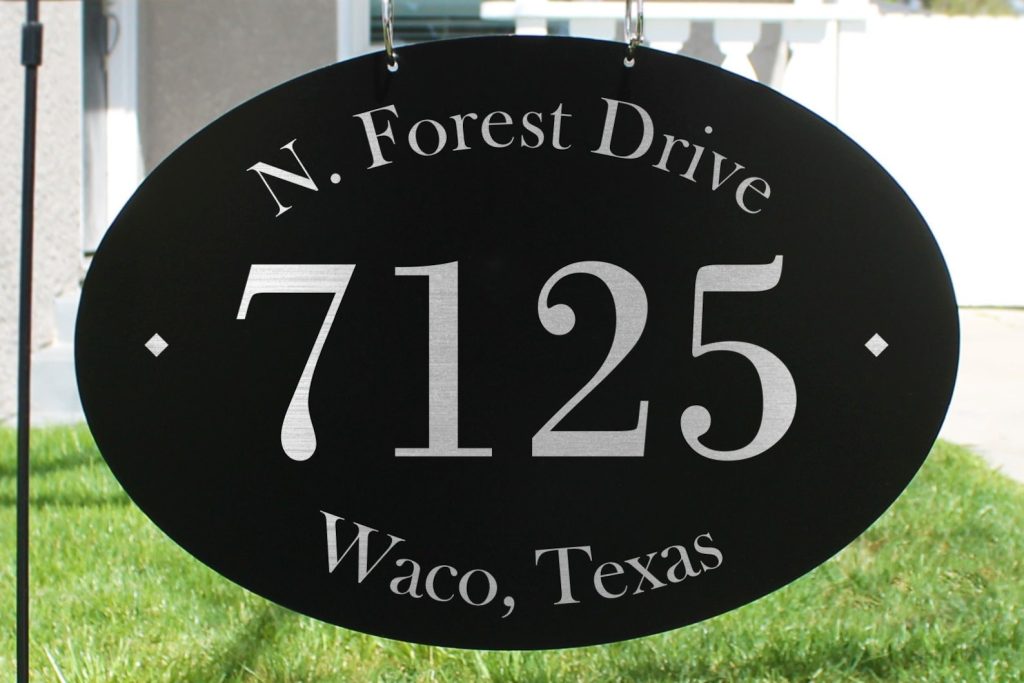 N. Forest Drive
7125
Waco, Texas